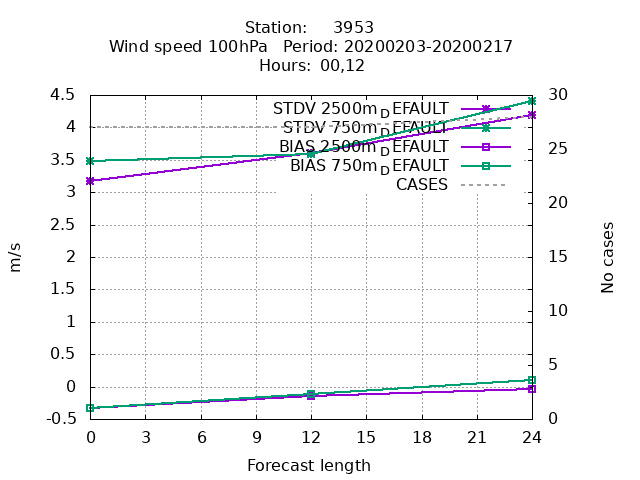 Station: 3953
Wind speed 100hPa Period: 20200203-20200217
Hours: 00,12
4.5
4
3.5
3
2.5
2
1.5
1
0.5
0
-0.5
30
25
20
15
10
5
0
STDV 2500m_DEFAULT
STDV 750m_DEFAULT
BIAS 2500m_DEFAULT
BIAS 750m_DEFAULT
CASES
m/s
No cases
0 3 6 9 12 15 18 21 24
Forecast length